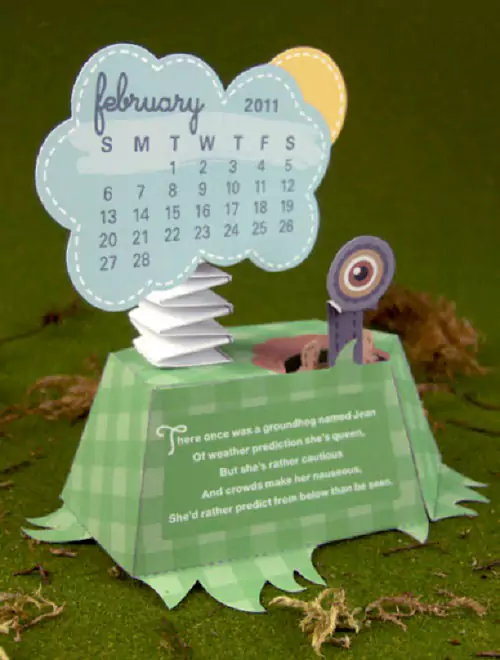 february 2011
S M T W T F S
1 2 3 4 5
6 7 8 9 10 11 12
13 14 15 16 17 18 19
20 21 22 23 24 25 26
27 28
There once was a groundhog named Jean
Of weather prediction she's queen,
But she's rather cautious
And crowds make her nauseous,
She'd rather predict from below than be seen.